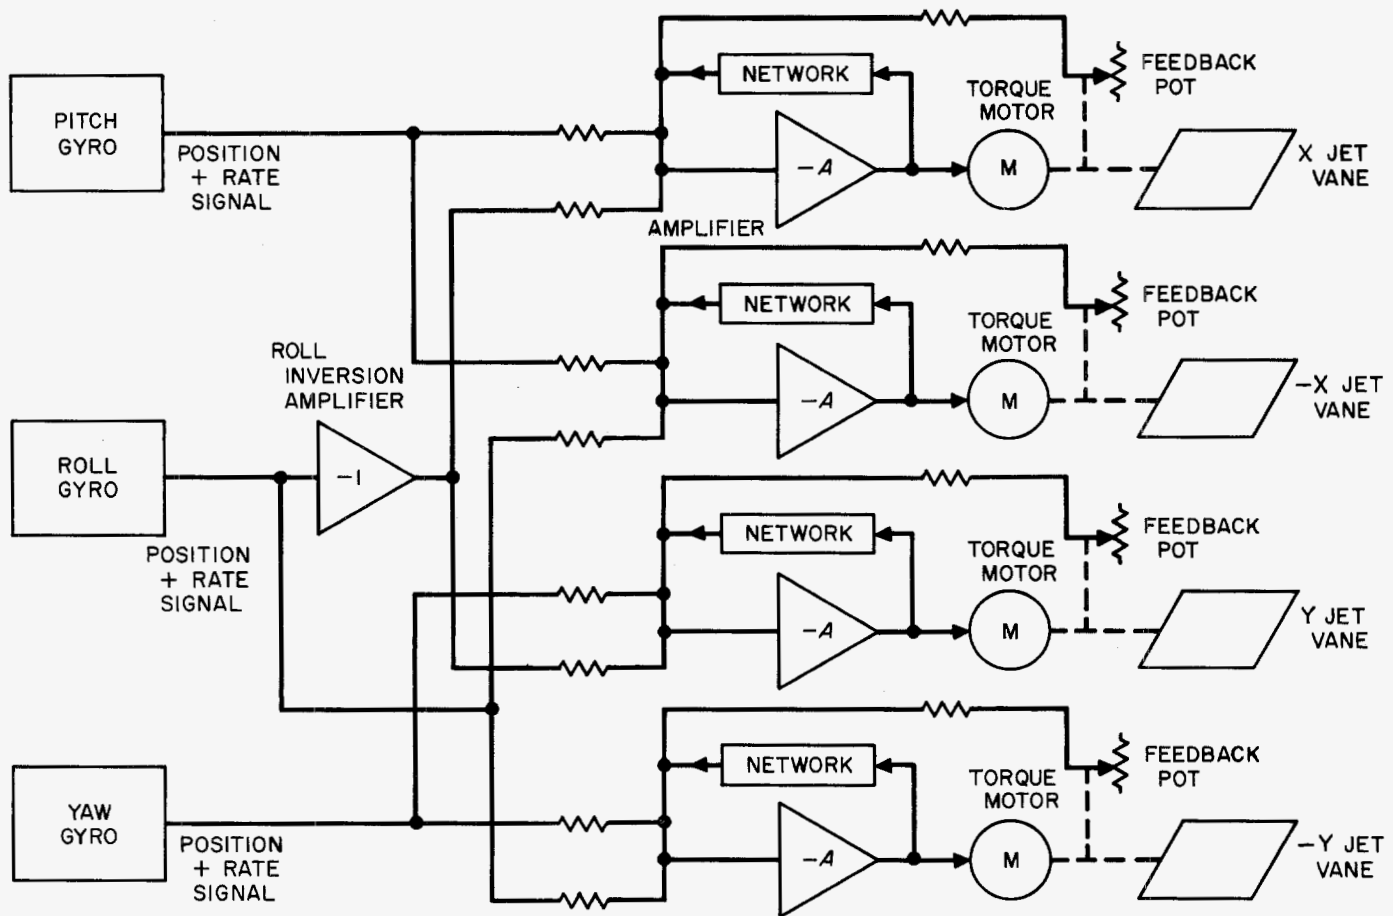 PITCH
GYRO
POSITION
+ RATE
SIGNAL
NETWORK
-A
AMPLIFIER
TORQUE
MOTOR
M
FEEDBACK
POT
X JET
VANE
NETWORK
-A
TORQUE
MOTOR
M
FEEDBACK
POT
-X JET
VANE
ROLL
INVERSION
AMPLIFIER
ROLL
GYRO
-1
POSITION
+ RATE
SIGNAL
NETWORK
-A
TORQUE
MOTOR
M
FEEDBACK
POT
Y JET
VANE
YAW
GYRO
POSITION
+ RATE
SIGNAL
NETWORK
-A
TORQUE
MOTOR
M
FEEDBACK
POT
-Y JET
VANE